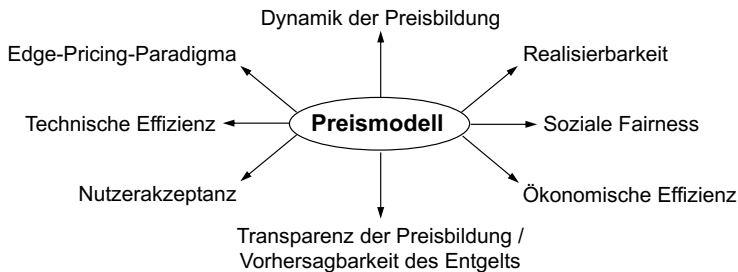 Dynamik der Preisbildung
Edge-Pricing-Paradigma
Realisierbarkeit
Technische Effizienz
Preismodell
Soziale Fairness
Nutzerakzeptanz
Ökonomische Effizienz
Transparenz der Preisbildung /
Vorhersagbarkeit des Entgelts